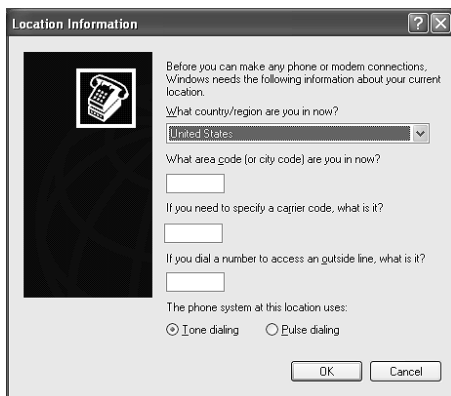 Location Information
Before you can make any phone or modem connections,
Windows needs the following information about your current
location.
What country/region are you in now?
United States
What area code (or city code) are you in now?
If you need to specify a carrier code, what is it?
If you dial a number to access an outside line, what is it?
The phone system at this location uses:
Tone dialing Pulse dialing
OK Cancel